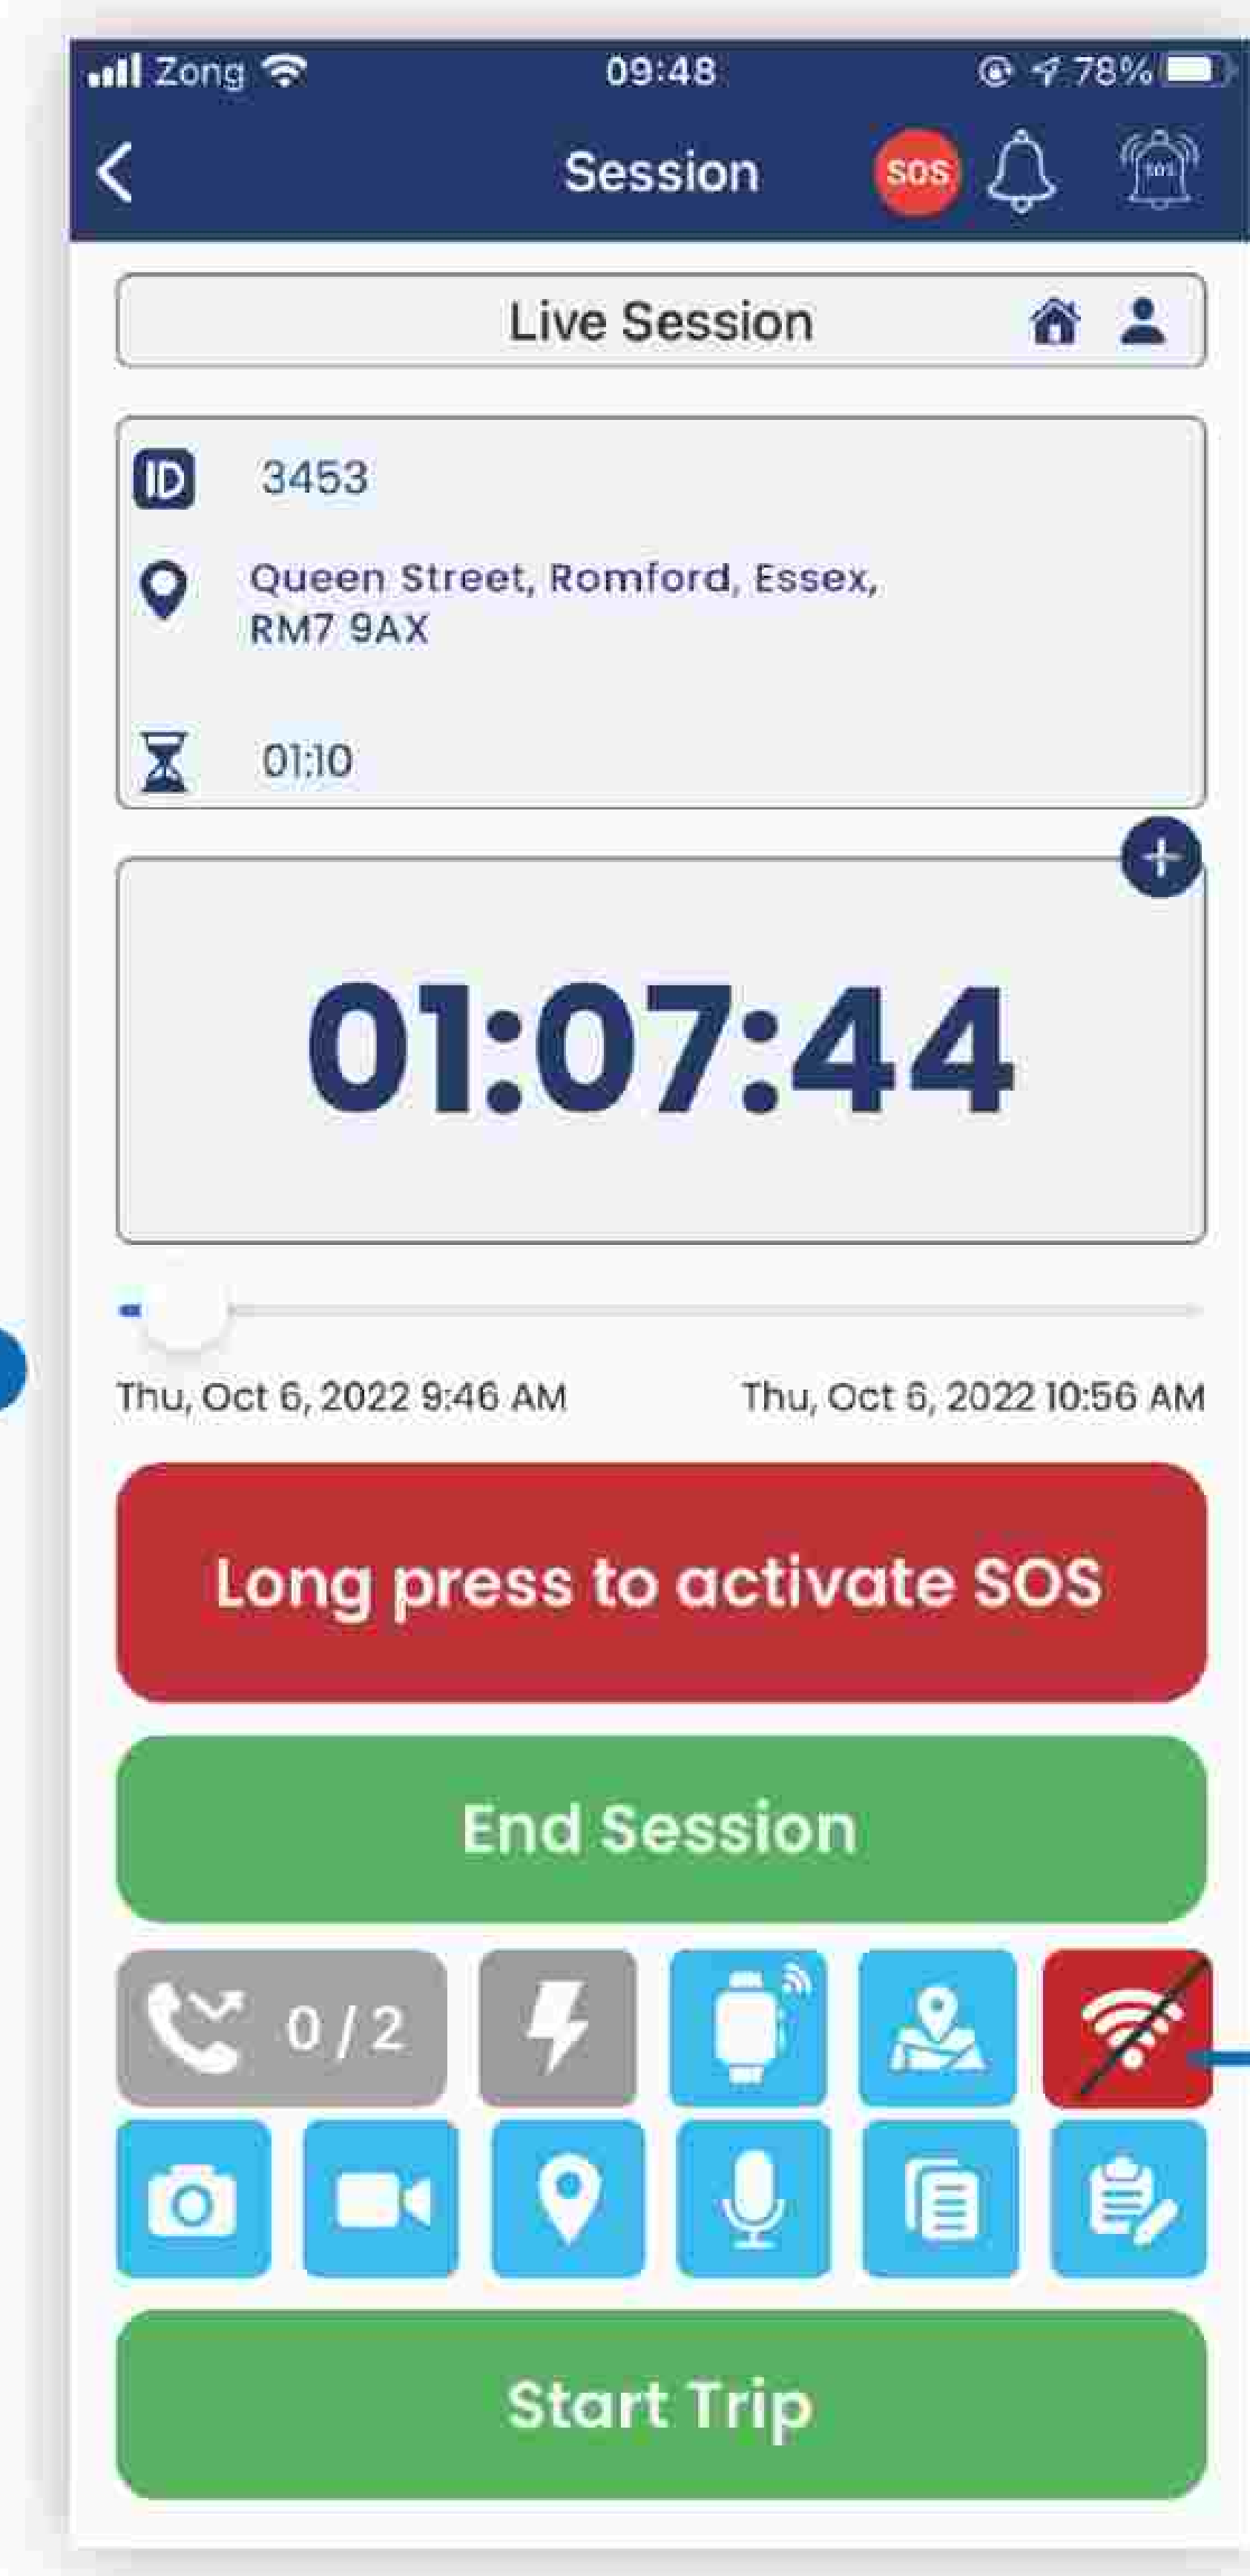 Zong 09:48 78%
Session SOS SOS
Live Session
ID 3453
Queen Street, Romford, Essex,
RM7 9AX
01:10
01:07:44
Thu, Oct 6, 2022 9:46 AM Thu, Oct 6, 2022 10:56 AM
Long press to activate SOS
End Session
0 / 2
Start Trip